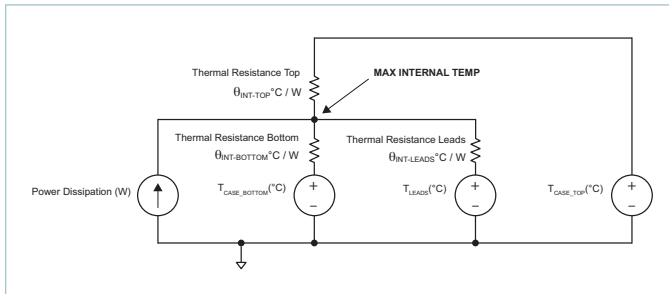 Thermal Resistance Top
θINT-TOP°C / W
MAX INTERNAL TEMP
Thermal Resistance Bottom
θINT-BOTTOM°C / W
Thermal Resistance Leads
θINT-LEADS°C / W
Power Dissipation (W)
TCASE_BOTTOM(°C)
+
−
TLEADS(°C)
+
−
TCASE_TOP(°C)
+
−